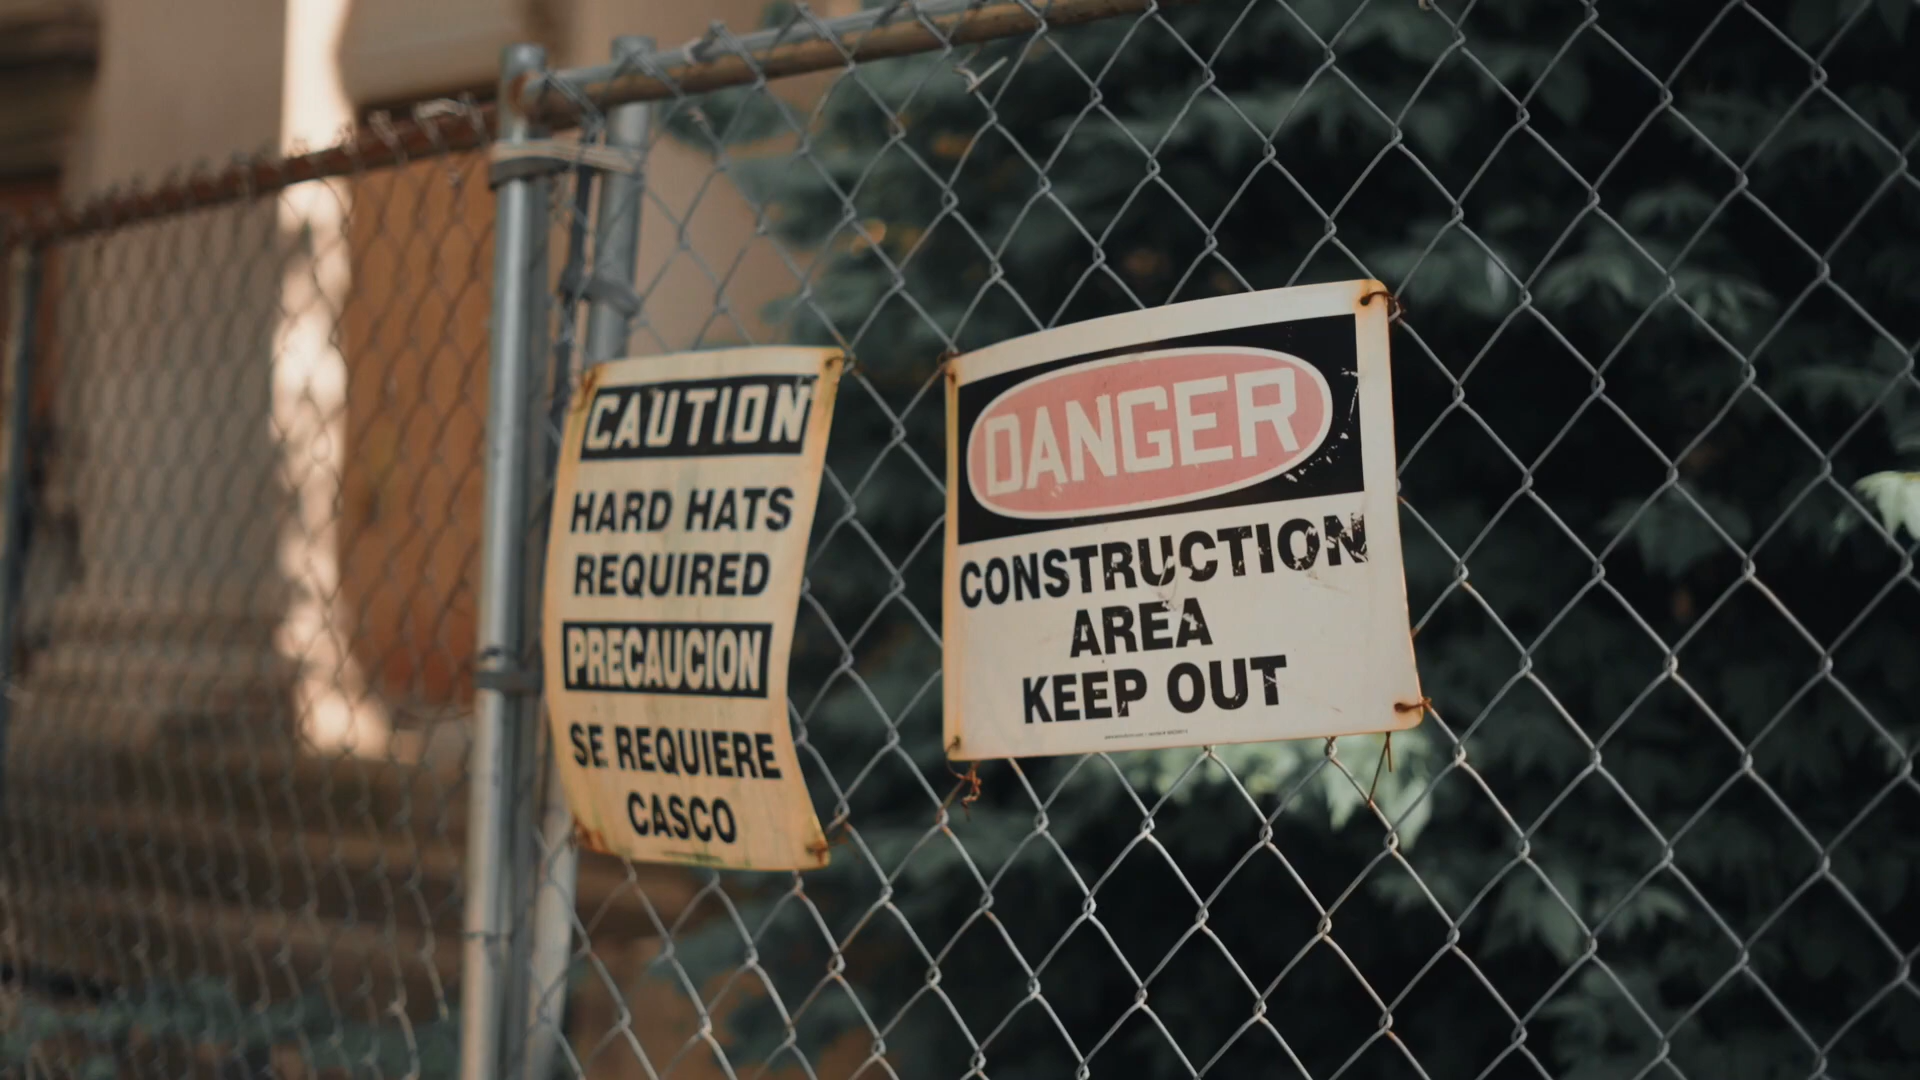 CAUTION
HARD HATS
REQUIRED
PRECAUCION
SE REQUIERE
CASCO
DANGER
CONSTRUCTION
AREA
KEEP OUT